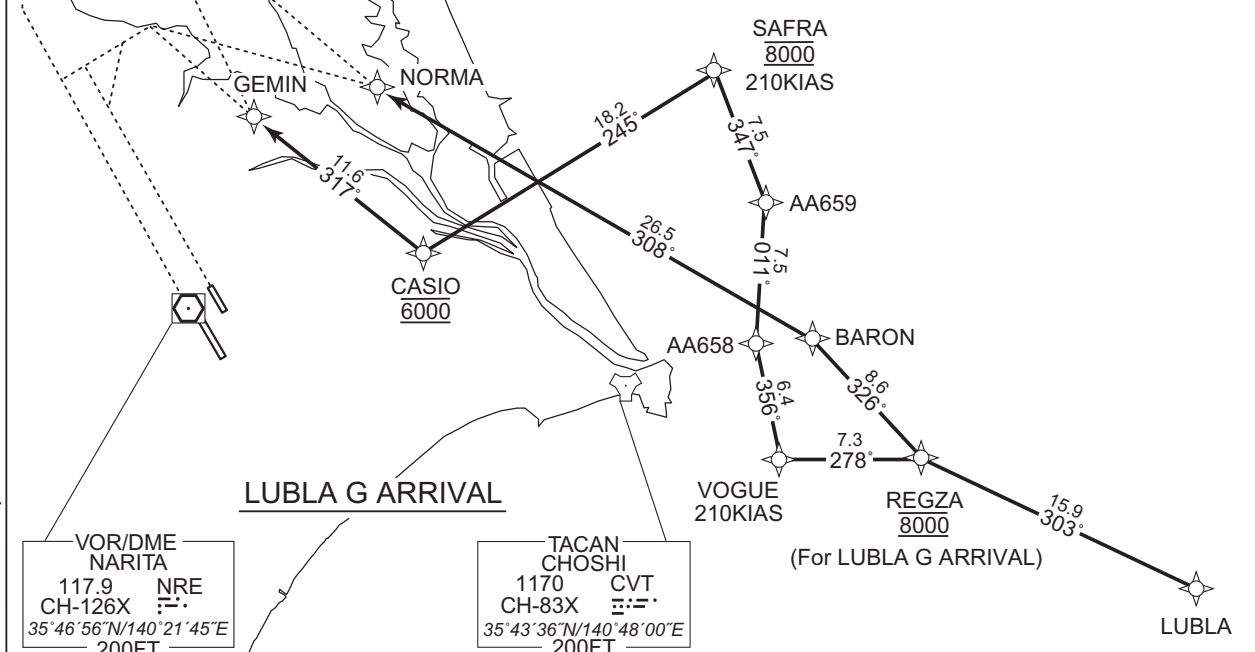 SAFRA
8000
210KIAS
GEMIN
NORMA
18.2
245°
7.5
347°
11.6
317°
AA659
26.5
308°
7.5
011°
CASIO
6000
AA658
BARON
8.6
326°
6.4
356°
7.3
278°
LUBLA G ARRIVAL
VOGUE
210KIAS
REGZA
8000
(For LUBLA G ARRIVAL)
15.9
303°
LUBLA
VOR/DME
NARITA
117.9 NRE
CH-126X
35°46′56″N/140°21′45″E
200FT
TACAN
CHOSHI
1170 CVT
CH-83X
35°43′36″N/140°48′00″E
200FT